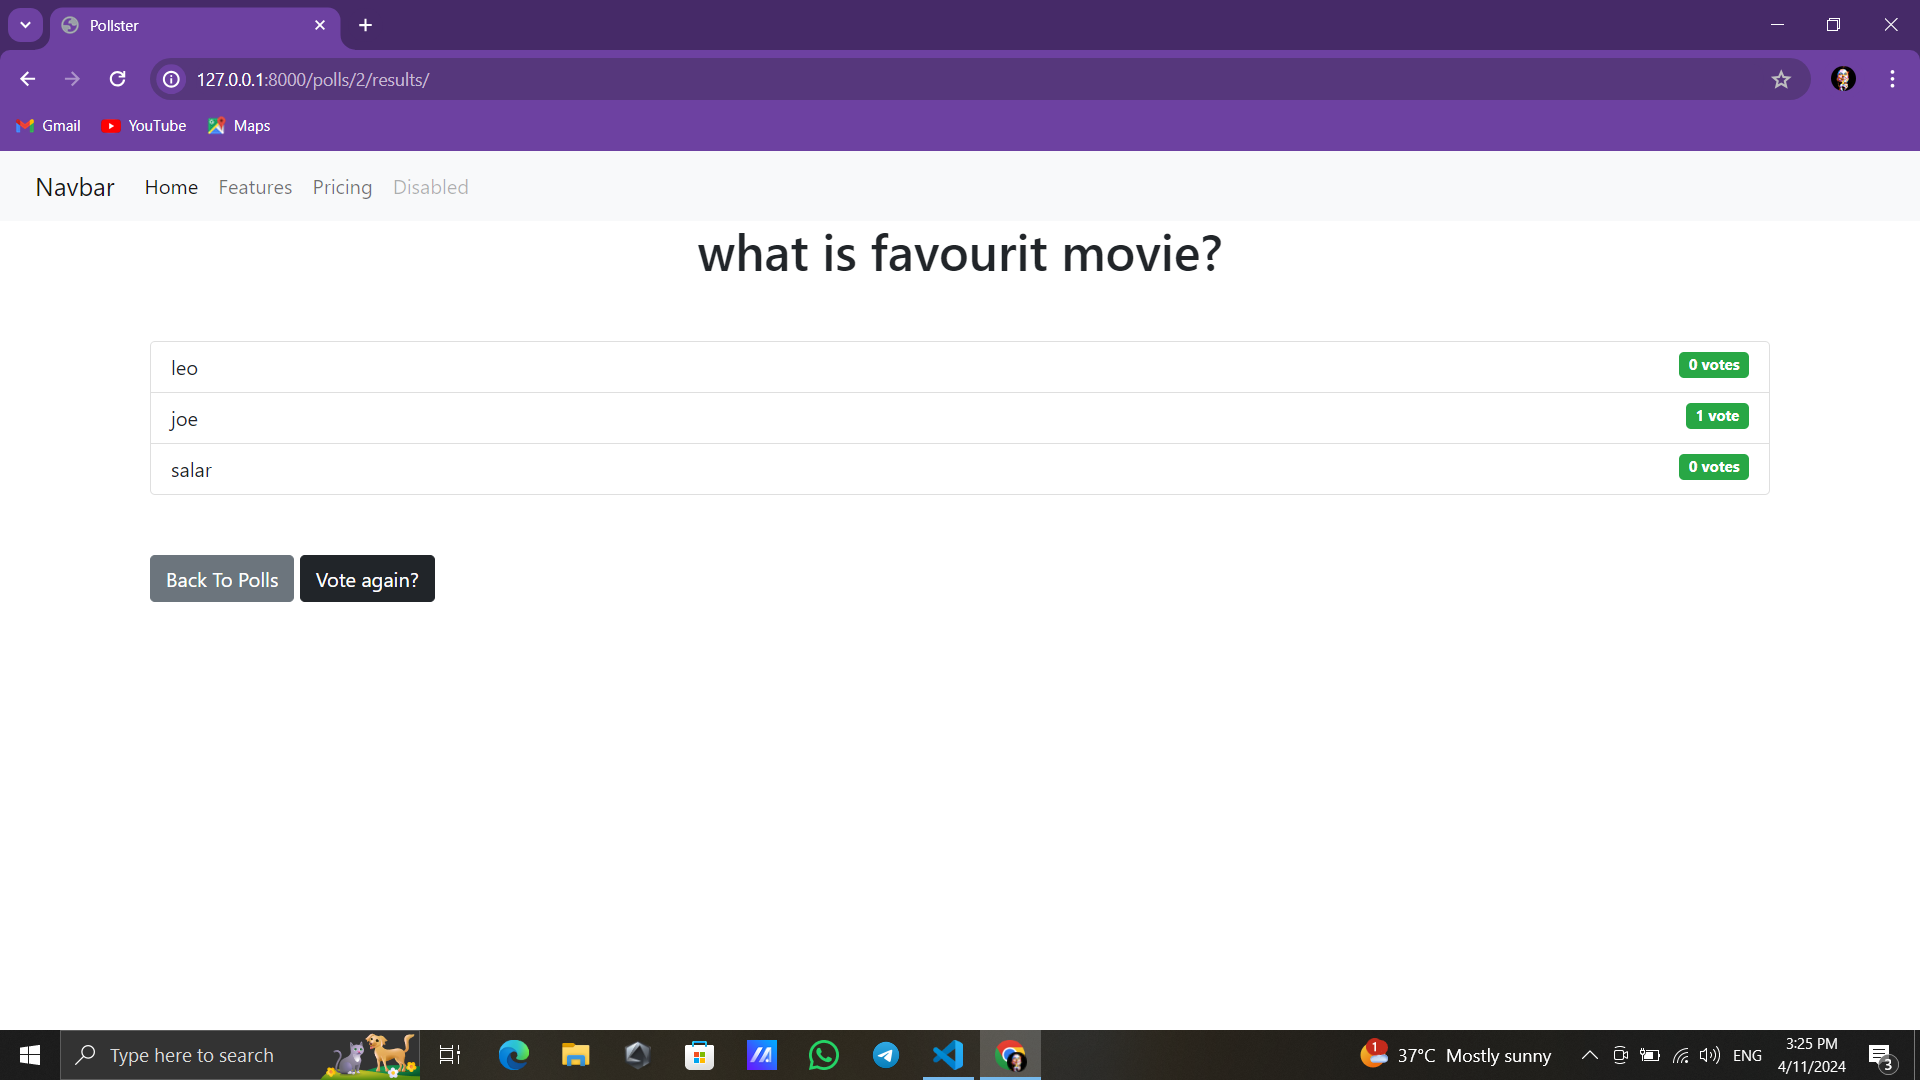 Pollster
127.0.0.1:8000/polls/2/results/
Gmail YouTube Maps
Navbar Home Features Pricing Disabled
what is favourit movie?
leo 0 votes
joe 1 vote
salar 0 votes
Back To Polls Vote again?
Type here to search
1 37°C Mostly sunny ENG 3:25 PM
4/11/2024 3